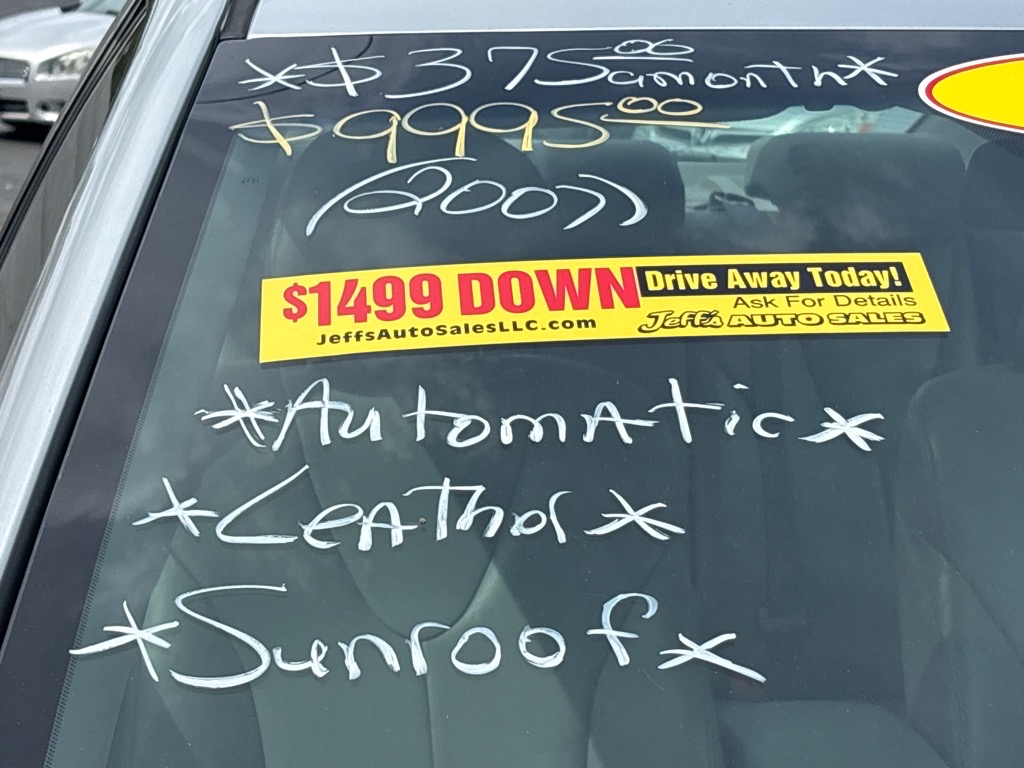 *$375.00 a month*
$9995.00
(2007)
$1499 DOWN
Drive Away Today!
Ask For Details
JeffsAutoSalesLLC.com
Jeff's AUTO SALES
*Automatic*
*Leather*
*Sunroof*